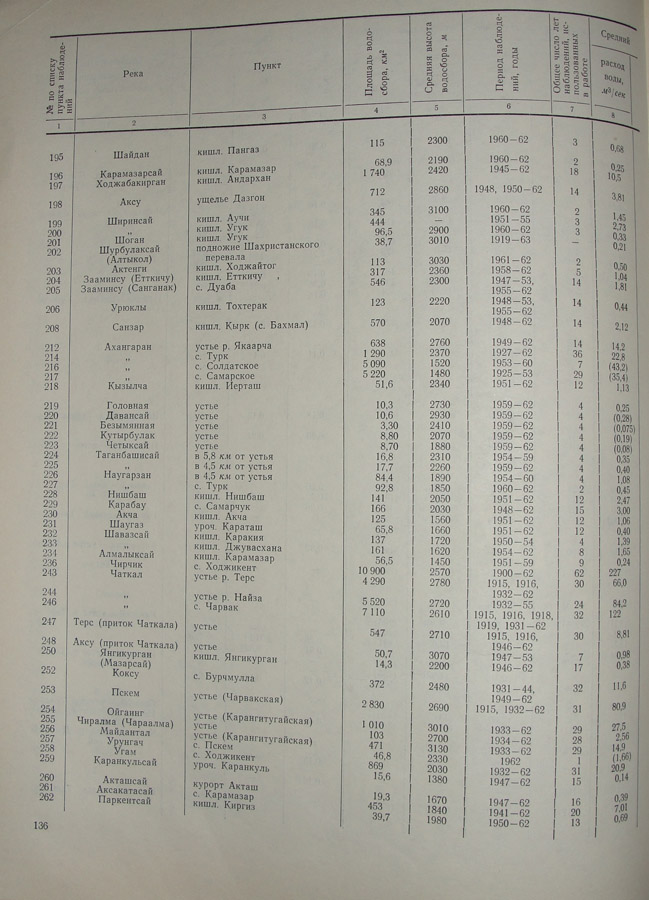 № по списку пункта наблюдений | Река | Пункт | Площадь водосбора, км² | Средняя высота водосбора, м | Период наблюдений, годы | Общее число лет наблюдений, использованных в работе | Средний расход воды, м³/сек
1 2 3 4 5 6 7 8
195 Шайдан кишл. Пангаз 115 2300 1960—62 3 0,68
196 Карамазарсай кишл. Карамазар 68,9 2190 1960—62 2 0,25
197 Ходжабакирган кишл. Андархан 1 740 2420 1945—62 18 10,5
198 Аксу ущелье Дазгон 712 2860 1948, 1950—62 14 3,81
199 Ширинсай кишл. Аучи 345 3100 1960—62 2 1,45
200 „ кишл. Угук 444 — 1951—55 3 2,73
201 Шоган кишл. Угук 96,5 2900 1960—62 3 0,33
202 Шурбулаксай подножие Шахристанского 38,7 3010 1919—63 — 0,21
(Алтыкол) перевала
203 Актенги кишл. Ходжайтог 113 3030 1961—62 2 0,50
204 Зааминсу (Етткичу) кишл. Етткичу 317 2360 1958—62 5 1,04
205 Зааминсу (Санганак) с. Дуаба 546 2300 1947—53, 14 1,81
1955—62
206 Урюклы кишл. Тохтерак 123 2220 1948—53, 14 0,44
1955—62
208 Санзар кишл. Кырк (с. Бахмал) 570 2070 1948—62 14 2,12
212 Ахангаран устье р. Якаарча 638 2760 1949—62 14 14,2
214 „ с. Турк 1 290 2370 1927—62 36 22,8
216 „ с. Солдатское 5 090 1520 1953—60 7 (43,2)
217 „ с. Самарское 5 220 1480 1925—53 29 (35,4)
218 Кызылча кишл. Иерташ 51,6 2340 1951—62 12 1,13
219 Головная устье 10,3 2730 1959—62 4 0,25
220 Давансай устье 10,6 2930 1959—62 4 (0,28)
221 Безымянная устье 3,30 2410 1959—62 4 (0,075)
222 Кутырбулак устье 8,80 2070 1959—62 4 (0,19)
223 Четыксай устье 8,70 1880 1959—62 4 (0,08)
224 Таганбашисай в 5,8 км от устья 16,8 2310 1954—59 4 0,35
225 „ в 4,5 км от устья 17,7 2260 1954—62 4 0,40
226 Наугарзан в 4,5 км от устья 84,4 1890 1954—60 4 1,08
227 „ с. Турк 92,8 1850 1960—62 2 0,45
228 Нишбаш кишл. Нишбаш 141 2050 1951—62 12 2,47
229 Карабау с. Самарчук 166 2030 1948—62 15 3,00
230 Акча кишл. Акча 125 1560 1951—62 12 1,06
231 Шаугаз уроч. Караташ 65,8 1660 1951—62 12 0,40
232 Шавазсай кишл. Каракия 137 1720 1950—54 4 1,39
233 „ кишл. Джувасхана 161 1620 1954—62 8 1,65
234 Алмалыксай кишл. Карамазар 56,5 1450 1951—59 9 0,24
236 Чирчик с. Ходжикент 10 900 2570 1900—62 62 227
243 Чаткал устье р. Терс 4 290 2780 1915, 1916, 30 66,0
1932—62
244 „ устье р. Найза 5 520 2720 1932—55 24 84,2
246 „ с. Чарвак 7 110 2610 1915, 1916, 1918, 32 122
1919, 1931—62
247 Терс (приток Чаткала) устье 547 2710 1915, 1916, 30 8,81
1946—62
248 Аксу (приток Чаткала) устье 50,7 3070 1947—53 7 0,98
250 Янгикурган кишл. Янгикурган 14,3 2200 1946—62 17 0,38
(Мазарсай)
252 Коксу с. Бурчмулла 372 2480 1931—44, 32 11,6
1949—62
253 Пскем устье (Чарвакская) 2 830 2690 1915, 1932—62 31 80,9
254 Ойгаинг устье (Карангитугайская) 1 010 3010 1933—62 29 27,5
255 Чиралма (Чараалма) устье 103 2700 1934—62 28 2,56
256 Майдантал устье (Карангитугайская) 471 3130 1933—62 29 14,9
257 Урунгач с. Пскем 46,8 2330 1962 1 (1,66)
258 Угам с. Ходжикент 869 2030 1932—62 31 20,9
259 Каранкульсай уроч. Каранкуль 15,6 1380 1947—62 15 0,14
260 Акташсай курорт Акташ 19,3 1670 1947—62 16 0,39
261 Аксакатасай с. Карамазар 453 1840 1941—62 20 7,01
262 Паркентсай кишл. Киргиз 39,7 1980 1950—62 13 0,69
136